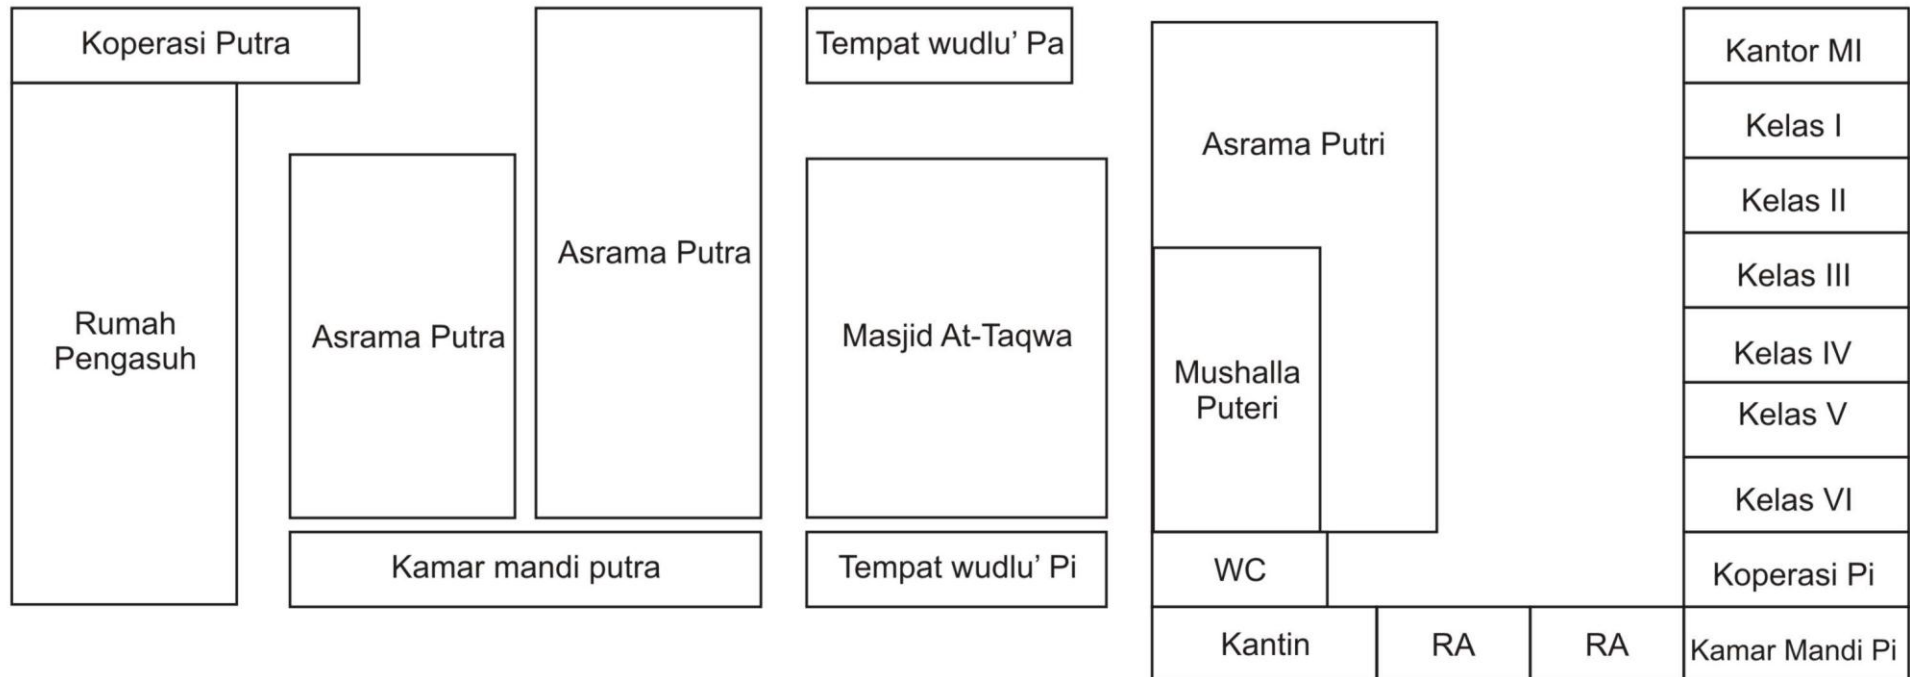 Koperasi Putra
Rumah
Pengasuh
Asrama Putra
Asrama Putra
Kamar mandi putra
Tempat wudlu’ Pa
Masjid At-Taqwa
Tempat wudlu’ Pi
Asrama Putri
Mushalla
Puteri
WC
Kantin
RA
RA
Kantor MI
Kelas I
Kelas II
Kelas III
Kelas IV
Kelas V
Kelas VI
Koperasi Pi
Kamar Mandi Pi